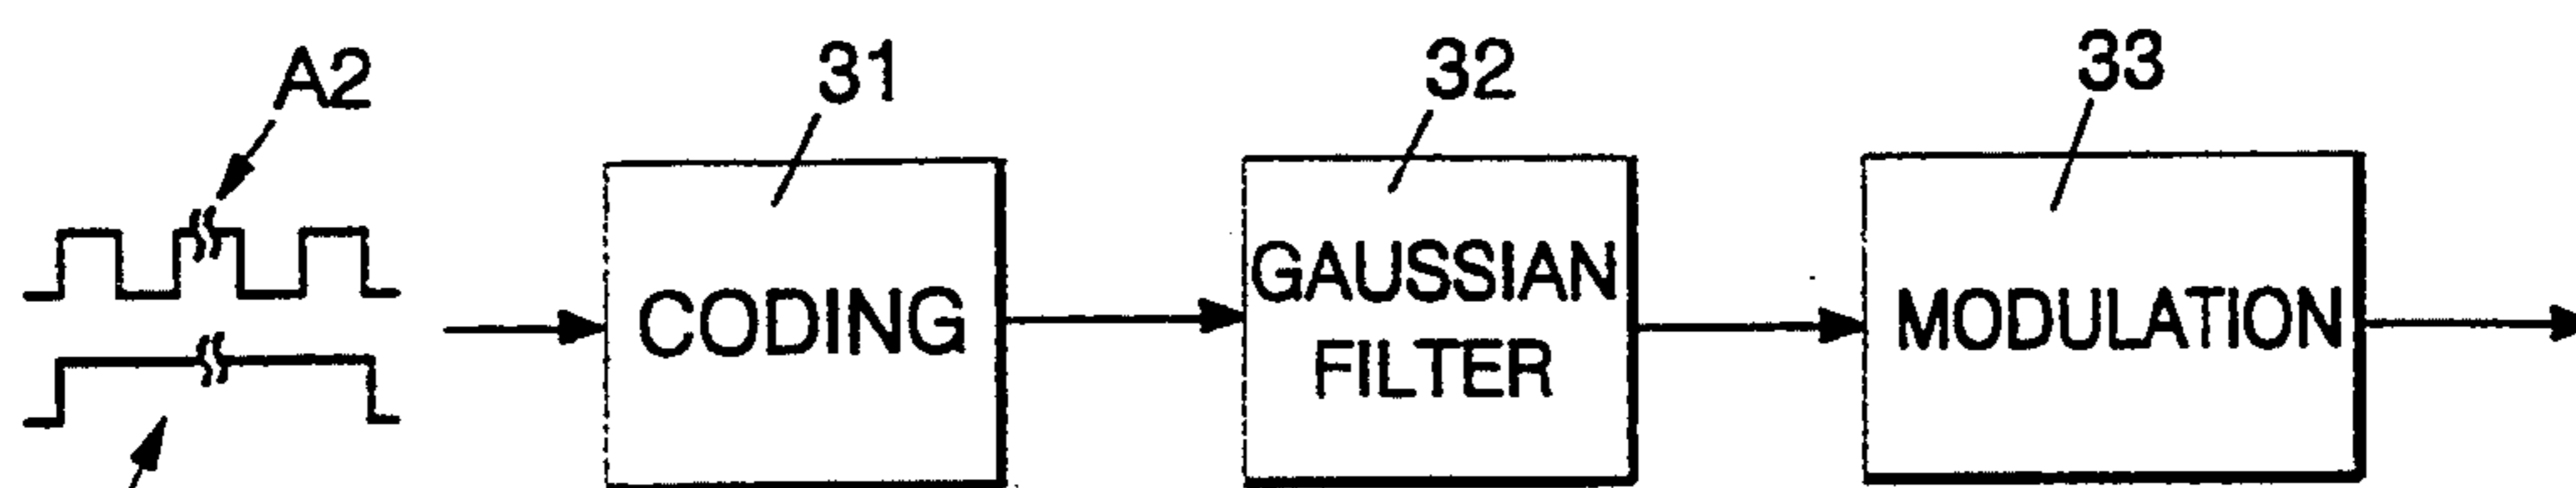 A2
31
32
33
CODING
GAUSSIAN
FILTER
MODULATION